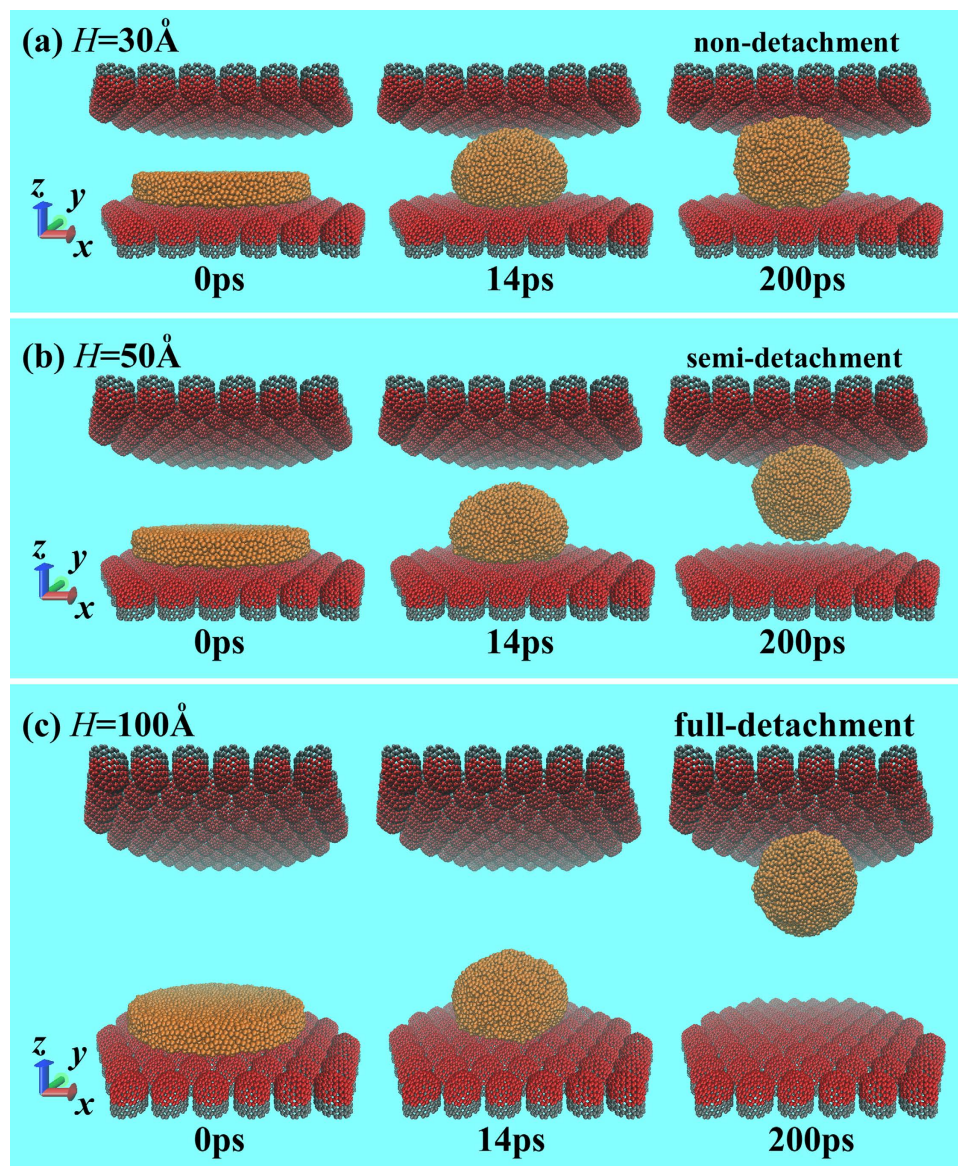 (a) H=30Å non-detachment
z y
x
0ps 14ps 200ps
(b) H=50Å semi-detachment
z y
x
0ps 14ps 200ps
(c) H=100Å full-detachment
z y
x
0ps 14ps 200ps